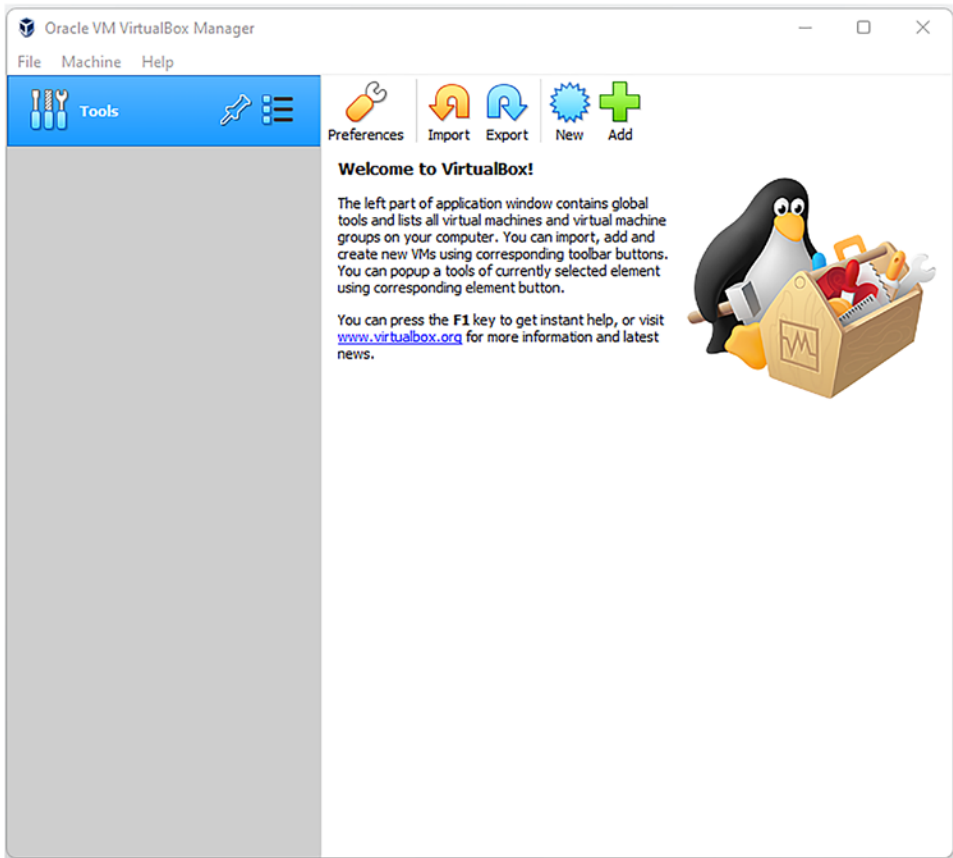 Oracle VM VirtualBox Manager
File Machine Help
Tools
Preferences Import Export New Add
Welcome to VirtualBox!
The left part of application window contains global
tools and lists all virtual machines and virtual machine
groups on your computer. You can import, add and
create new VMs using corresponding toolbar buttons.
You can popup a tools of currently selected element
using corresponding element button.
You can press the F1 key to get instant help, or visit
www.virtualbox.org for more information and latest
news.